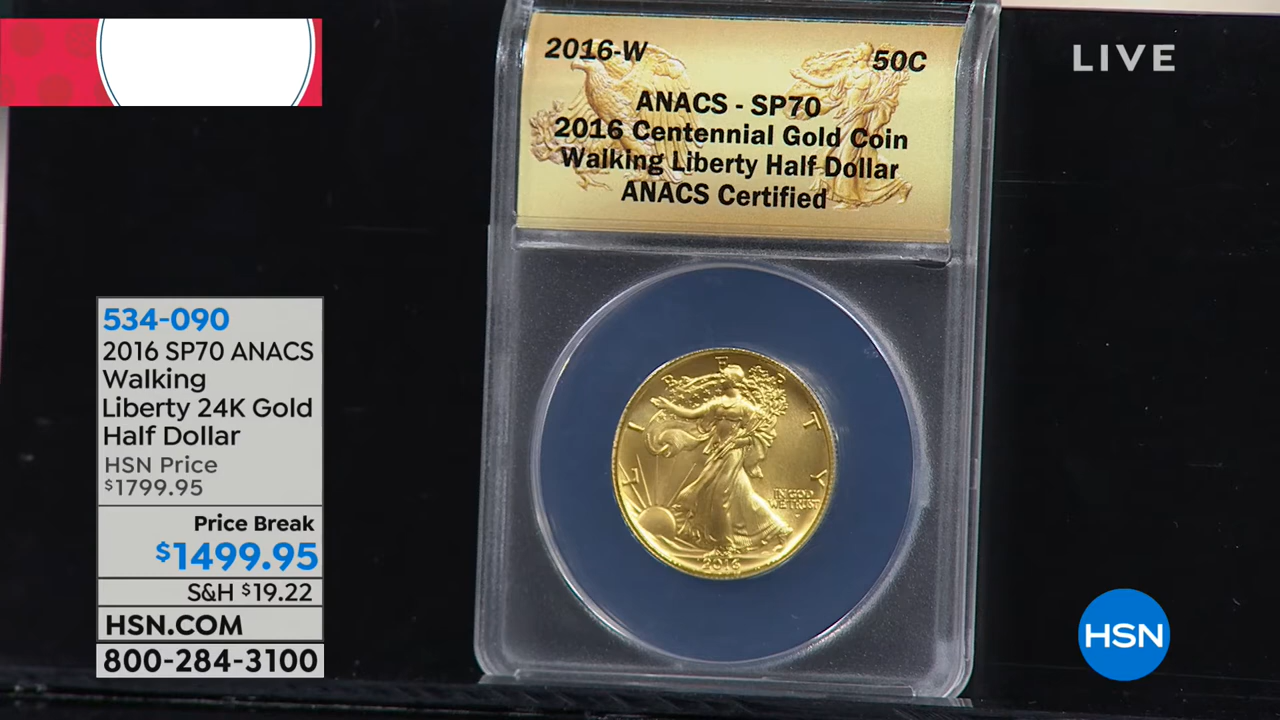 2016-W
50C
ANACS - SP70
2016 Centennial Gold Coin
Walking Liberty Half Dollar
ANACS Certified
LIVE
534-090
2016 SP70 ANACS
Walking
Liberty 24K Gold
Half Dollar
HSN Price
$1799.95
Price Break
$1499.95
S&H $19.22
HSN.COM
800-284-3100
LIBERTY
IN GOD
WE TRUST
2016
HSN